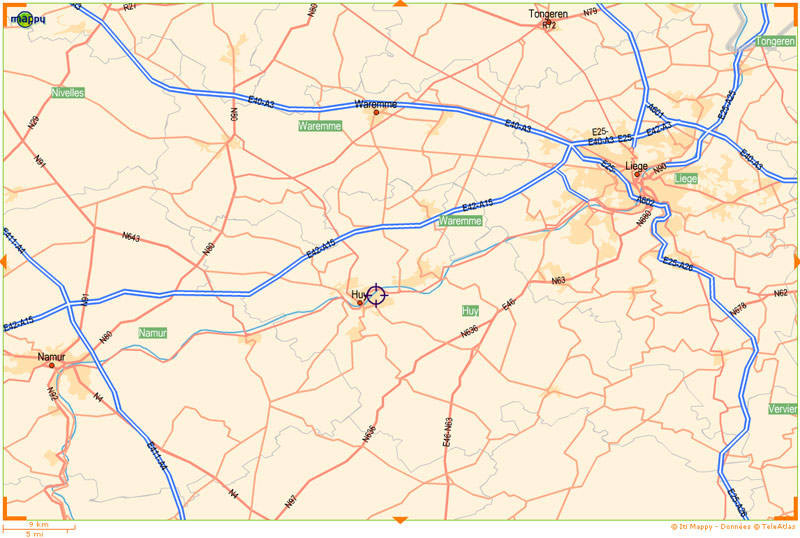 mappy
R27
N80
Tongeren
R72
N79
Tongeren
Nivelles
E40-A3
Waremme
Waremme
N80
E40-A3
A601
E25-A25
E25-
E40-A3
E25
E42-A3
N29
N91
E25
Liege
N90
E40-A3
Liege
A602
N680
E42-A15
Waremme
N643
N80
E42-A15
E411-A4
E25-A26
N63
Huy
E46
Huy
N62
N678
N91
E42-A15
N80
Namur
N636
Namur
N92
N4
Vervier
N636
E46-N63
E411-A4
N4
N97
E25-A26
9 km
5 mi
© Iti Mappy - Données © TeleAtlas